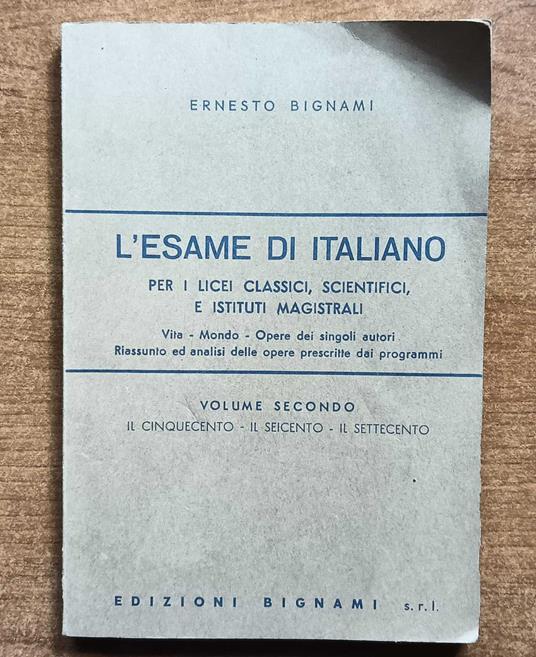 ERNESTO BIGNAMI
L'ESAME DI ITALIANO
PER I LICEI CLASSICI, SCIENTIFICI,
E ISTITUTI MAGISTRALI
Vita - Mondo - Opere dei singoli autori
Riassunto ed analisi delle opere prescritte dai programmi
VOLUME SECONDO
IL CINQUECENTO - IL SEICENTO - IL SETTECENTO
EDIZIONI BIGNAMI s.r.l.